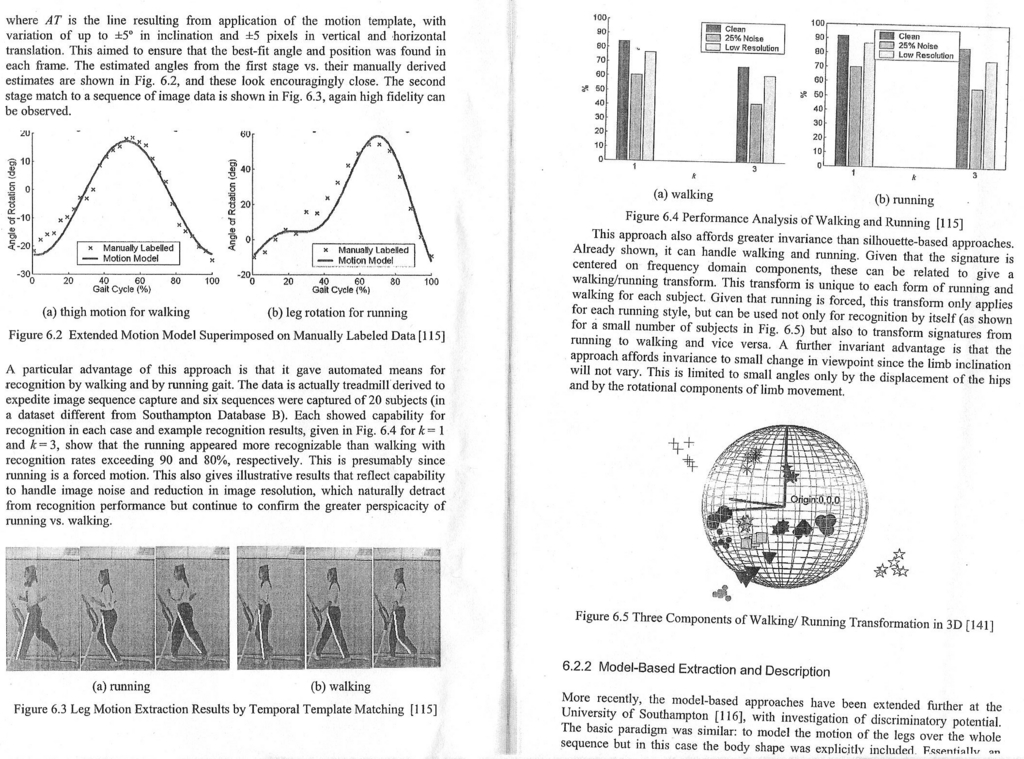 where AT is the line resulting from application of the motion template, with
variation of up to ±5° in inclination and ±5 pixels in vertical and horizontal
translation. This aimed to ensure that the best-fit angle and position was found in
each frame. The estimated angles from the first stage vs. their manually derived
estimates are shown in Fig. 6.2, and these look encouragingly close. The second
stage match to a sequence of image data is shown in Fig. 6.3, again high fidelity can
be observed.
Angle of Rotation (deg)
20
10
0
-10
-20
-30
0 20 40 60 80 100
Gait Cycle (%)
× Manually Labelled
Motion Model
(a) thigh motion for walking
Angle of Rotation (deg)
60
40
20
0
-20
0 20 40 60 80 100
Gait Cycle (%)
× Manually Labelled
Motion Model
(b) leg rotation for running
Figure 6.2 Extended Motion Model Superimposed on Manually Labeled Data [115]
A particular advantage of this approach is that it gave automated means for
recognition by walking and by running gait. The data is actually treadmill derived to
expedite image sequence capture and six sequences were captured of 20 subjects (in
a dataset different from Southampton Database B). Each showed capability for
recognition in each case and example recognition results, given in Fig. 6.4 for k = 1
and k = 3, show that the running appeared more recognizable than walking with
recognition rates exceeding 90 and 80%, respectively. This is presumably since
running is a forced motion. This also gives illustrative results that reflect capability
to handle image noise and reduction in image resolution, which naturally detract
from recognition performance but continue to confirm the greater perspicacity of
running vs. walking.
(a) running
(b) walking
Figure 6.3 Leg Motion Extraction Results by Temporal Template Matching [115]
100
90
80
70
60
50
40
30
20
10
0
%
1 3
k
Clean
25% Noise
Low Resolution
(a) walking
100
90
80
70
60
50
40
30
20
10
0
%
1 3
k
Clean
25% Noise
Low Resolution
(b) running
Figure 6.4 Performance Analysis of Walking and Running [115]
This approach also affords greater invariance than silhouette-based approaches.
Already shown, it can handle walking and running. Given that the signature is
centered on frequency domain components, these can be related to give a
walking/running transform. This transform is unique to each form of running and
walking for each subject. Given that running is forced, this transform only applies
for each running style, but can be used not only for recognition by itself (as shown
for a small number of subjects in Fig. 6.5) but also to transform signatures from
running to walking and vice versa. A further invariant advantage is that the
approach affords invariance to small change in viewpoint since the limb inclination
will not vary. This is limited to small angles only by the displacement of the hips
and by the rotational components of limb movement.
Origin:0,0,0
Figure 6.5 Three Components of Walking/ Running Transformation in 3D [141]
6.2.2 Model-Based Extraction and Description
More recently, the model-based approaches have been extended further at the
University of Southampton [116], with investigation of discriminatory potential.
The basic paradigm was similar: to model the motion of the legs over the whole
sequence but in this case the body shape was explicitly included. Essentially, an